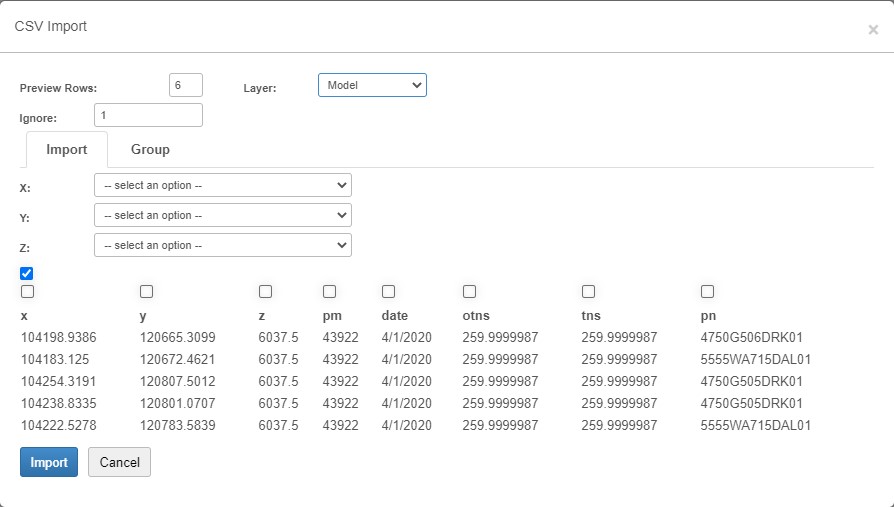 CSV Import
×
Preview Rows: 6 Layer: Model
Ignore: 1
Import Group
X: -- select an option --
Y: -- select an option --
Z: -- select an option --
x y z pm date otns tns pn
104198.9386 120665.3099 6037.5 43922 4/1/2020 259.9999987 259.9999987 4750G506DRK01
104183.125 120672.4621 6037.5 43922 4/1/2020 259.9999987 259.9999987 5555WA715DAL01
104254.3191 120807.5012 6037.5 43922 4/1/2020 259.9999987 259.9999987 4750G505DRK01
104238.8335 120801.0707 6037.5 43922 4/1/2020 259.9999987 259.9999987 4750G505DRK01
104222.5278 120783.5839 6037.5 43922 4/1/2020 259.9999987 259.9999987 5555WA715DAL01
Import Cancel